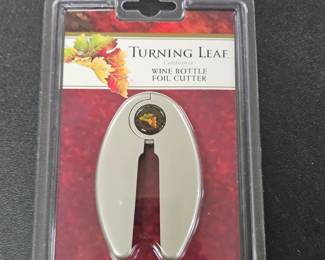 TURNING LEAF
California
WINE BOTTLE
FOIL CUTTER